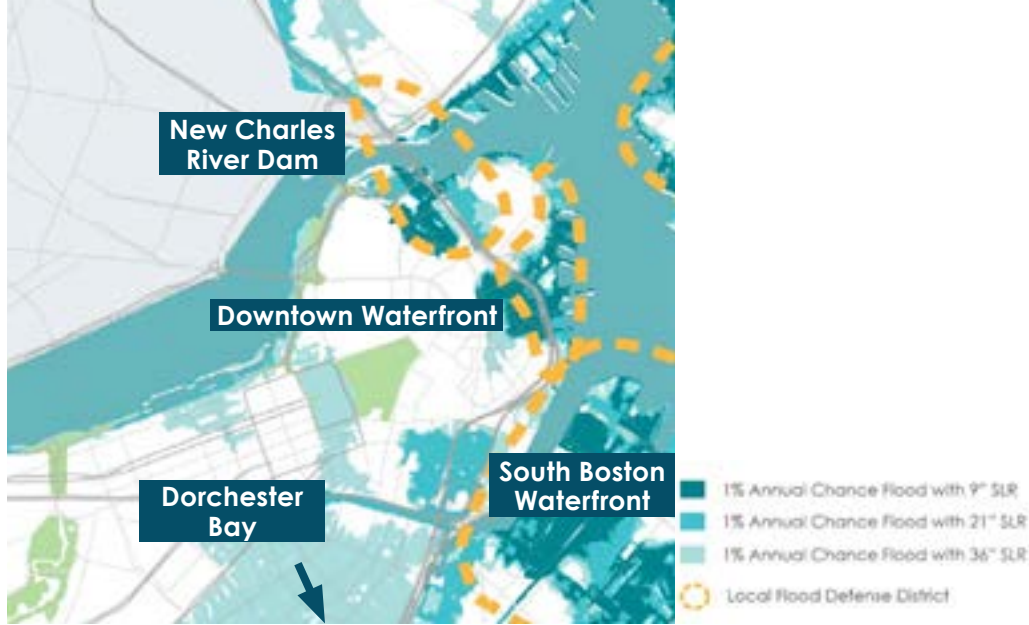 New Charles
River Dam
Downtown Waterfront
South Boston
Waterfront
Dorchester
Bay
1% Annual Chance Flood with 9" SLR
1% Annual Chance Flood with 21" SLR
1% Annual Chance Flood with 36" SLR
Local Flood Defense District